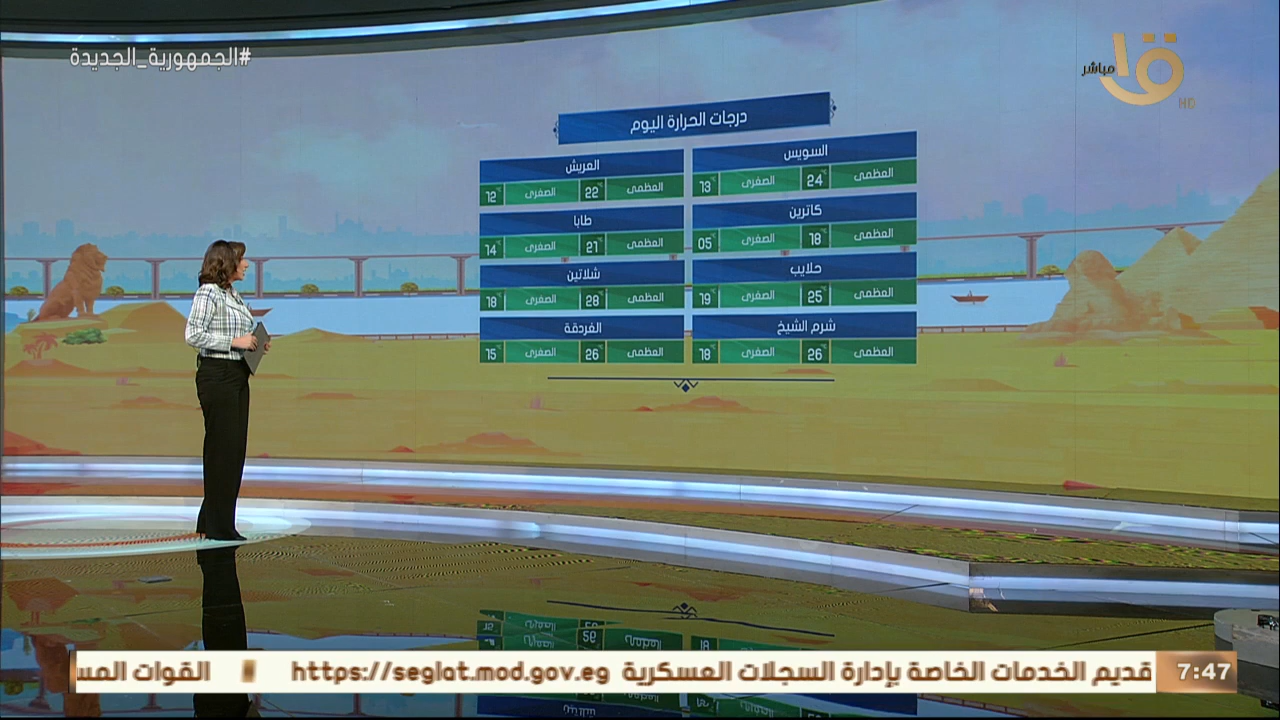 #الجمهورية_الجديدة
مباشر
HD
درجات الحرارة اليوم
السويس
العظمى 24 الصغرى 13
العريش
العظمى 22 الصغرى 12
كاترين
العظمى 18 الصغرى 05
طابا
العظمى 21 الصغرى 14
حلايب
العظمى 25 الصغرى 19
شلاتين
العظمى 28 الصغرى 18
شرم الشيخ
العظمى 26 الصغرى 18
الغردقة
العظمى 26 الصغرى 15
7:47 قديم الخدمات الخاصة بإدارة السجلات العسكرية https://seglat.mod.gov.eg القوات المس